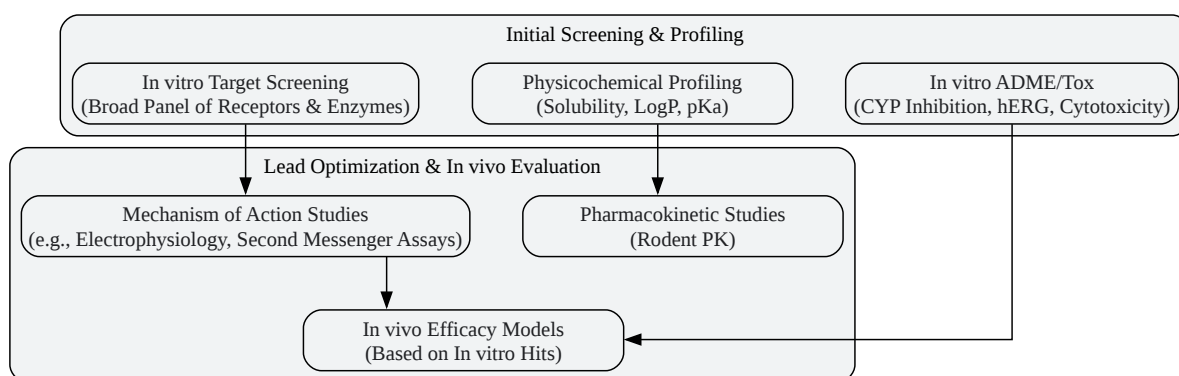 Initial Screening & Profiling
In vitro Target Screening
(Broad Panel of Receptors & Enzymes)
Physicochemical Profiling
(Solubility, LogP, pKa)
In vitro ADME/Tox
(CYP Inhibition, hERG, Cytotoxicity)
Lead Optimization & In vivo Evaluation
Mechanism of Action Studies
(e.g., Electrophysiology, Second Messenger Assays)
Pharmacokinetic Studies
(Rodent PK)
In vivo Efficacy Models
(Based on In vitro Hits)